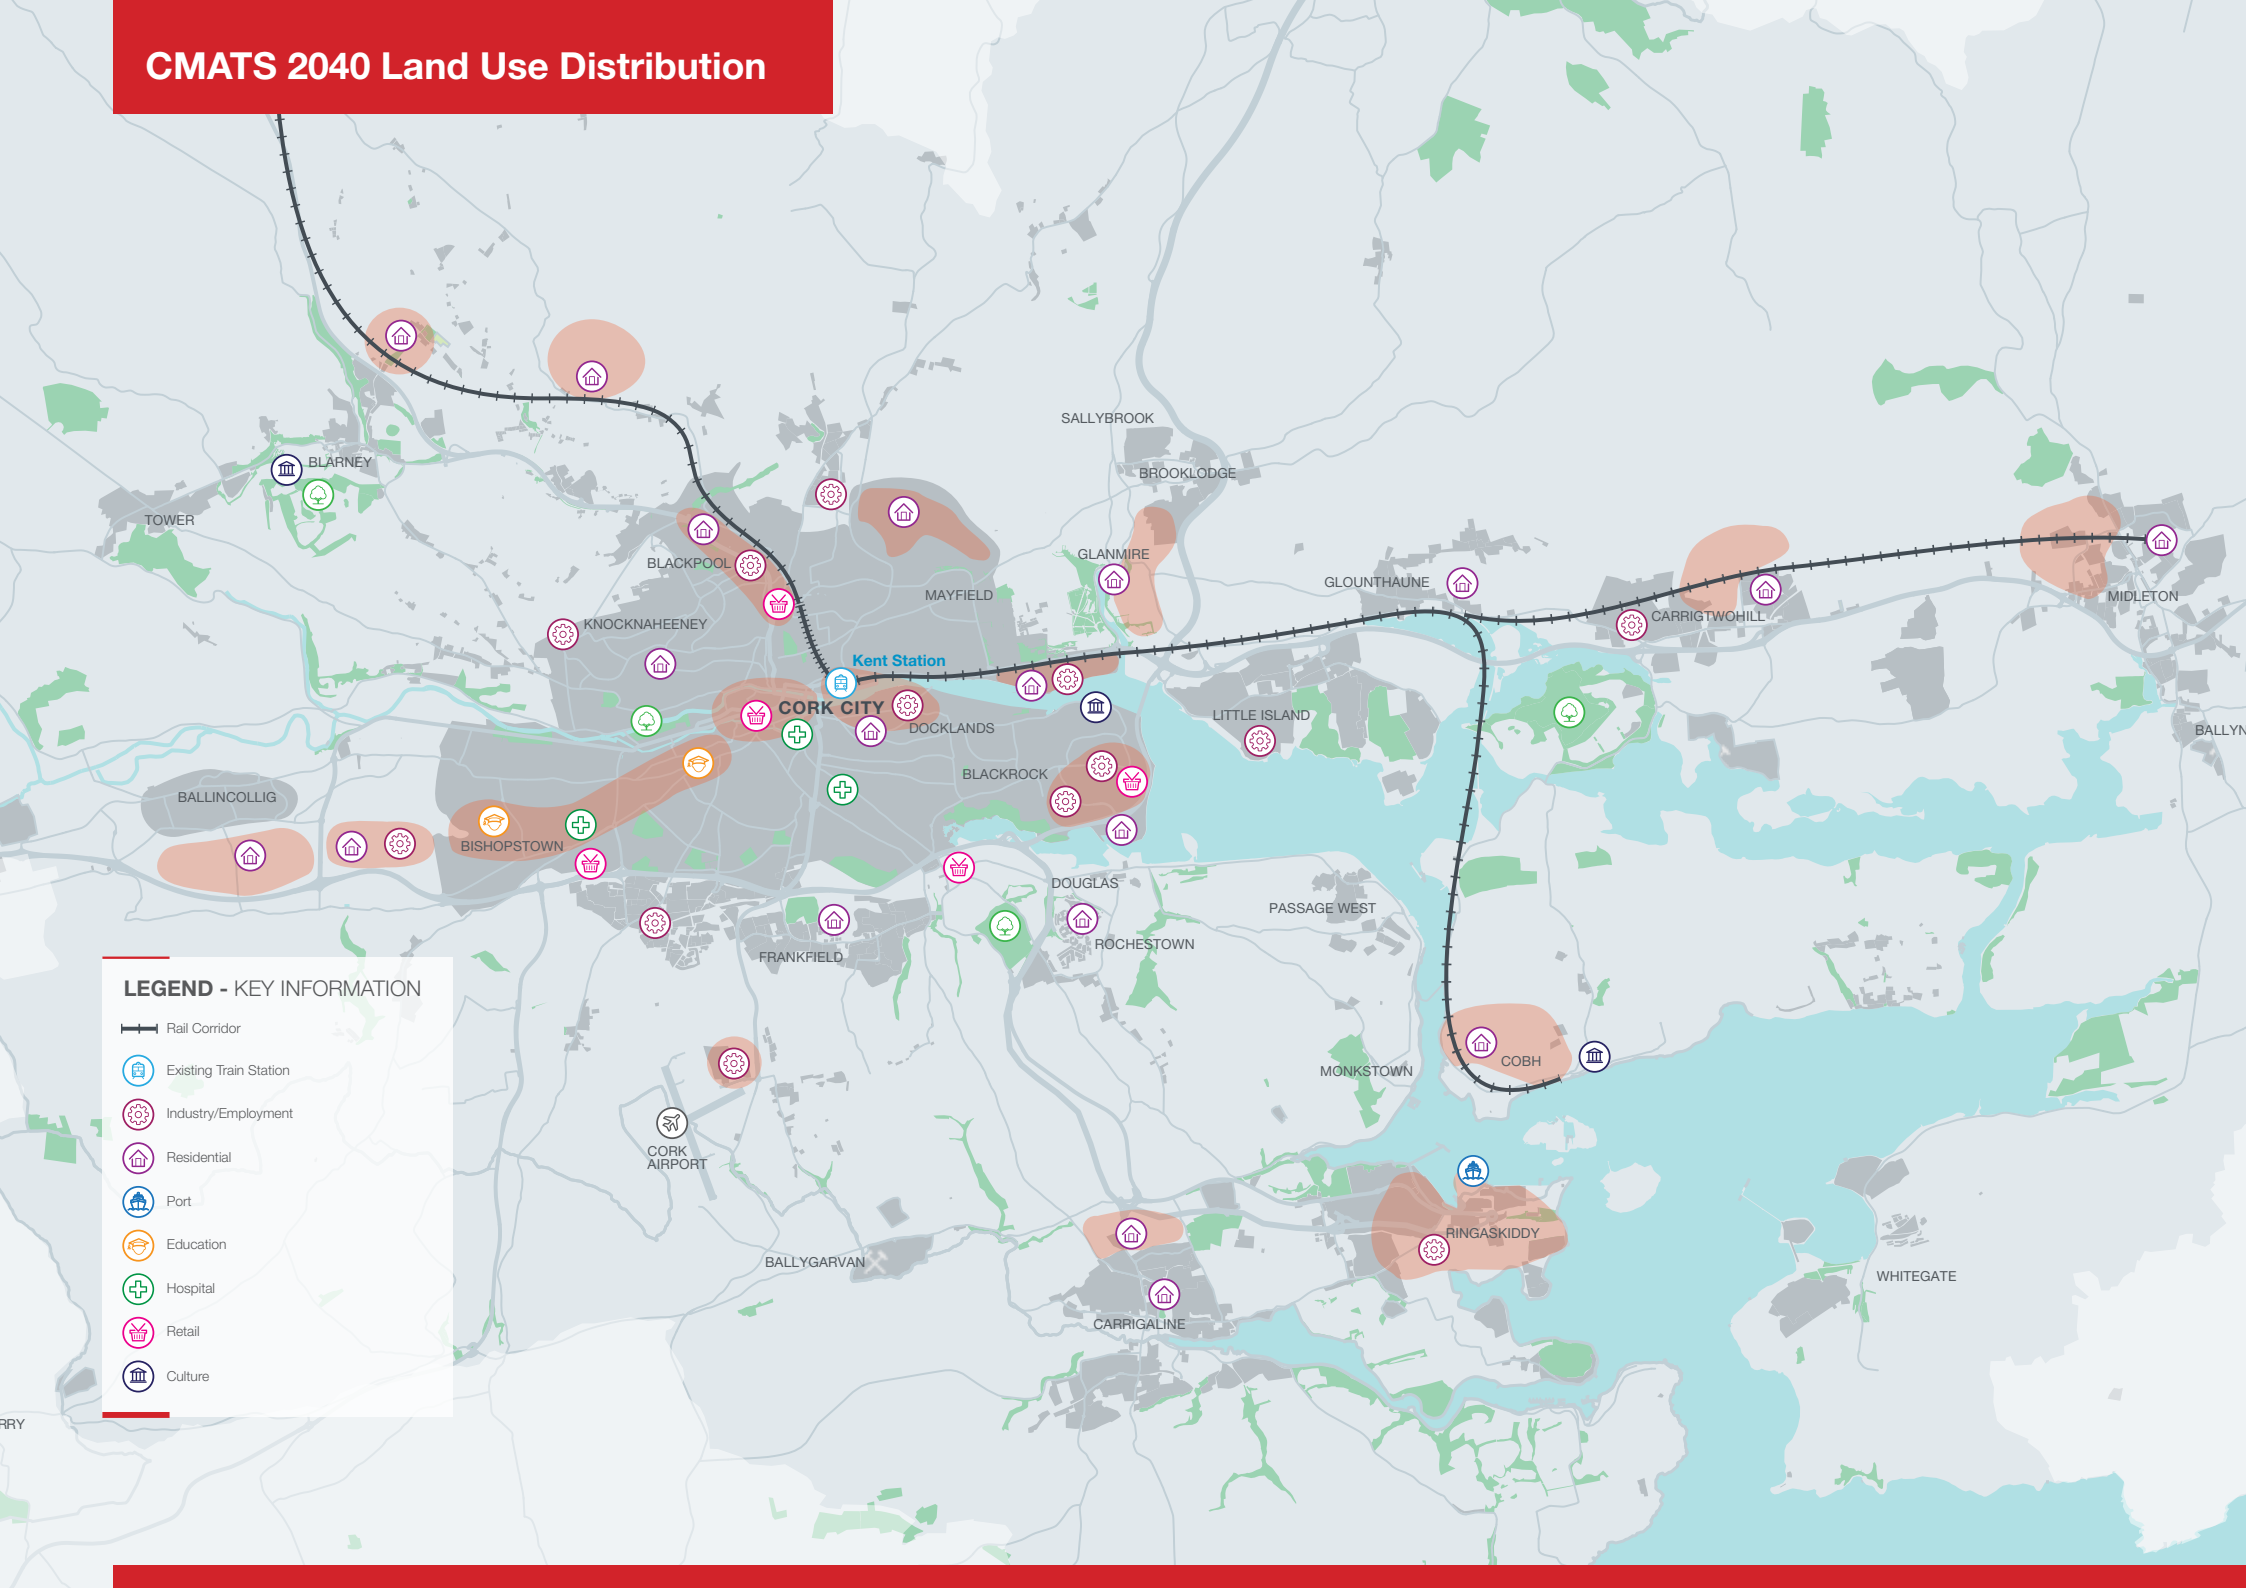 CMATS 2040 Land Use Distribution
SALLYBROOK
BLARNEY
BROOKLODGE
TOWER
GLANMIRE
BLACKPOOL
GLOUNTHAUNE
MAYFIELD
MIDLETON
KNOCKNAHEENEY
CARRIGTWOHILL
Kent Station
CORK CITY
LITTLE ISLAND
DOCKLANDS
BALLYN
BLACKROCK
BALLINCOLLIG
BISHOPSTOWN
DOUGLAS
PASSAGE WEST
ROCHESTOWN
FRANKFIELD
LEGEND - KEY INFORMATION
Rail Corridor
Existing Train Station
Industry/Employment
Residential
Port
Education
Hospital
Retail
Culture
COBH
MONKSTOWN
CORK
AIRPORT
RINGASKIDDY
BALLYGARVAN
WHITEGATE
CARRIGALINE
RRY